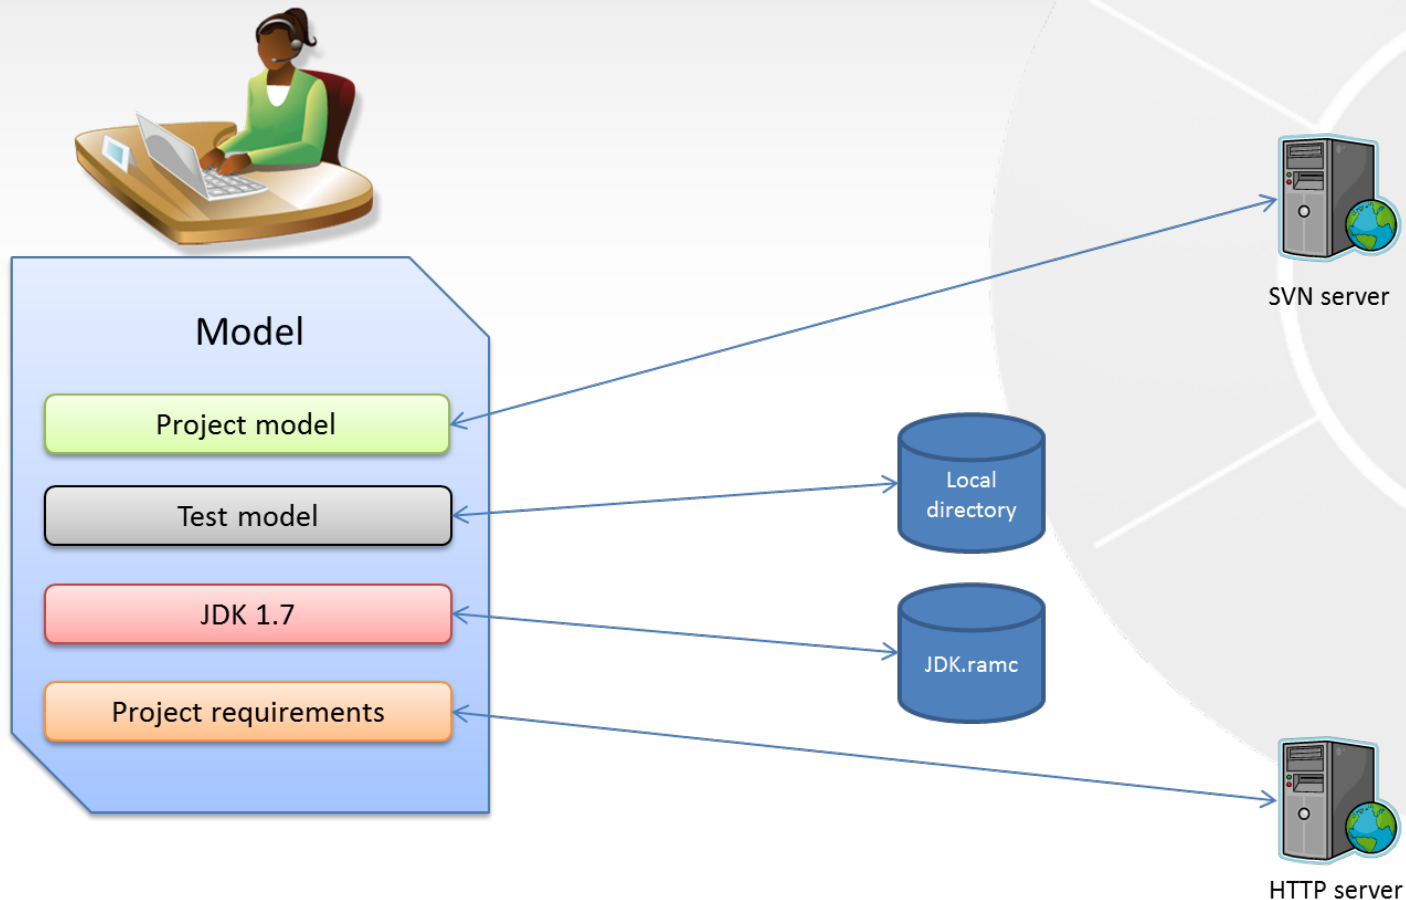 Model
Project model
Test model
JDK 1.7
Project requirements
SVN server
Local
directory
JDK.ramc
HTTP server